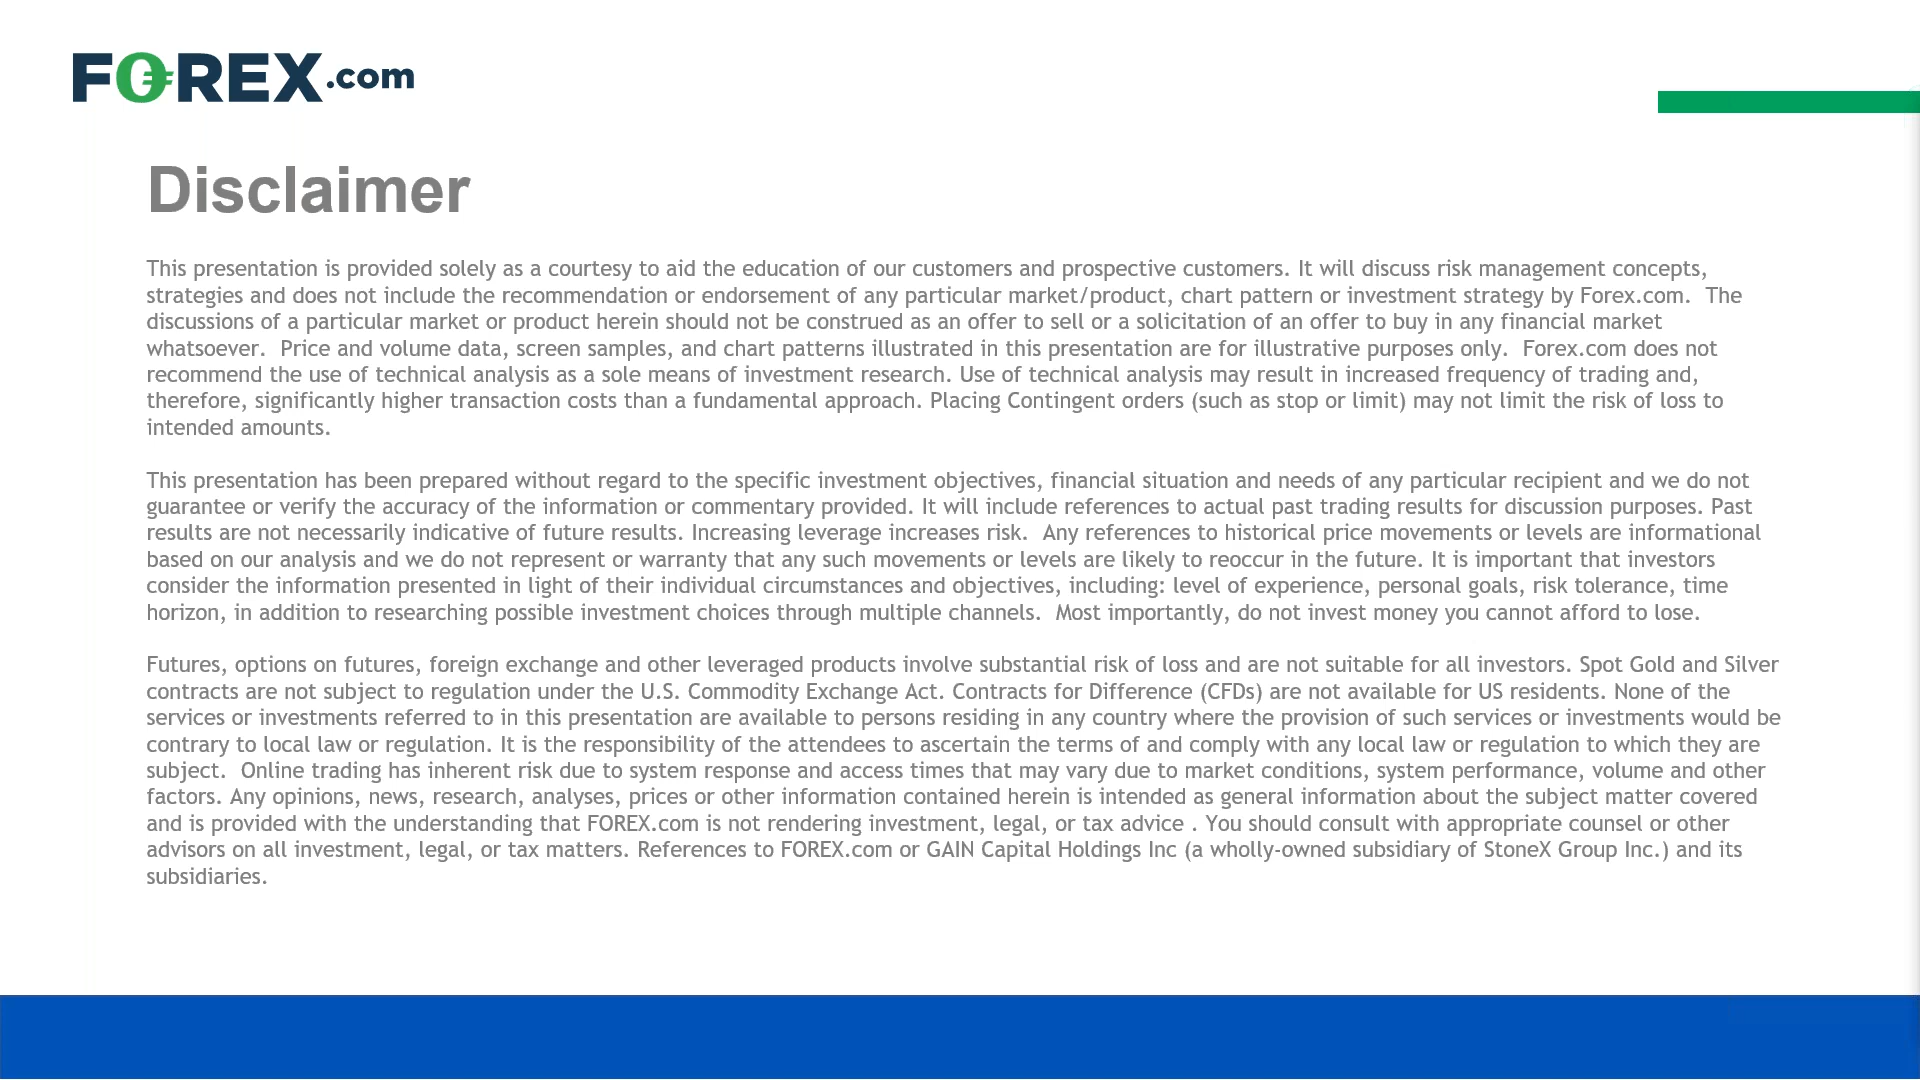 FOREX.com
Disclaimer
This presentation is provided solely as a courtesy to aid the education of our customers and prospective customers. It will discuss risk management concepts,
strategies and does not include the recommendation or endorsement of any particular market/product, chart pattern or investment strategy by Forex.com.  The
discussions of a particular market or product herein should not be construed as an offer to sell or a solicitation of an offer to buy in any financial market
whatsoever.  Price and volume data, screen samples, and chart patterns illustrated in this presentation are for illustrative purposes only.  Forex.com does not
recommend the use of technical analysis as a sole means of investment research. Use of technical analysis may result in increased frequency of trading and,
therefore, significantly higher transaction costs than a fundamental approach. Placing Contingent orders (such as stop or limit) may not limit the risk of loss to
intended amounts.
This presentation has been prepared without regard to the specific investment objectives, financial situation and needs of any particular recipient and we do not
guarantee or verify the accuracy of the information or commentary provided. It will include references to actual past trading results for discussion purposes. Past
results are not necessarily indicative of future results. Increasing leverage increases risk.  Any references to historical price movements or levels are informational
based on our analysis and we do not represent or warranty that any such movements or levels are likely to reoccur in the future. It is important that investors
consider the information presented in light of their individual circumstances and objectives, including: level of experience, personal goals, risk tolerance, time
horizon, in addition to researching possible investment choices through multiple channels.  Most importantly, do not invest money you cannot afford to lose.
Futures, options on futures, foreign exchange and other leveraged products involve substantial risk of loss and are not suitable for all investors. Spot Gold and Silver
contracts are not subject to regulation under the U.S. Commodity Exchange Act. Contracts for Difference (CFDs) are not available for US residents. None of the
services or investments referred to in this presentation are available to persons residing in any country where the provision of such services or investments would be
contrary to local law or regulation. It is the responsibility of the attendees to ascertain the terms of and comply with any local law or regulation to which they are
subject.  Online trading has inherent risk due to system response and access times that may vary due to market conditions, system performance, volume and other
factors. Any opinions, news, research, analyses, prices or other information contained herein is intended as general information about the subject matter covered
and is provided with the understanding that FOREX.com is not rendering investment, legal, or tax advice . You should consult with appropriate counsel or other
advisors on all investment, legal, or tax matters. References to FOREX.com or GAIN Capital Holdings Inc (a wholly-owned subsidiary of StoneX Group Inc.) and its
subsidiaries.